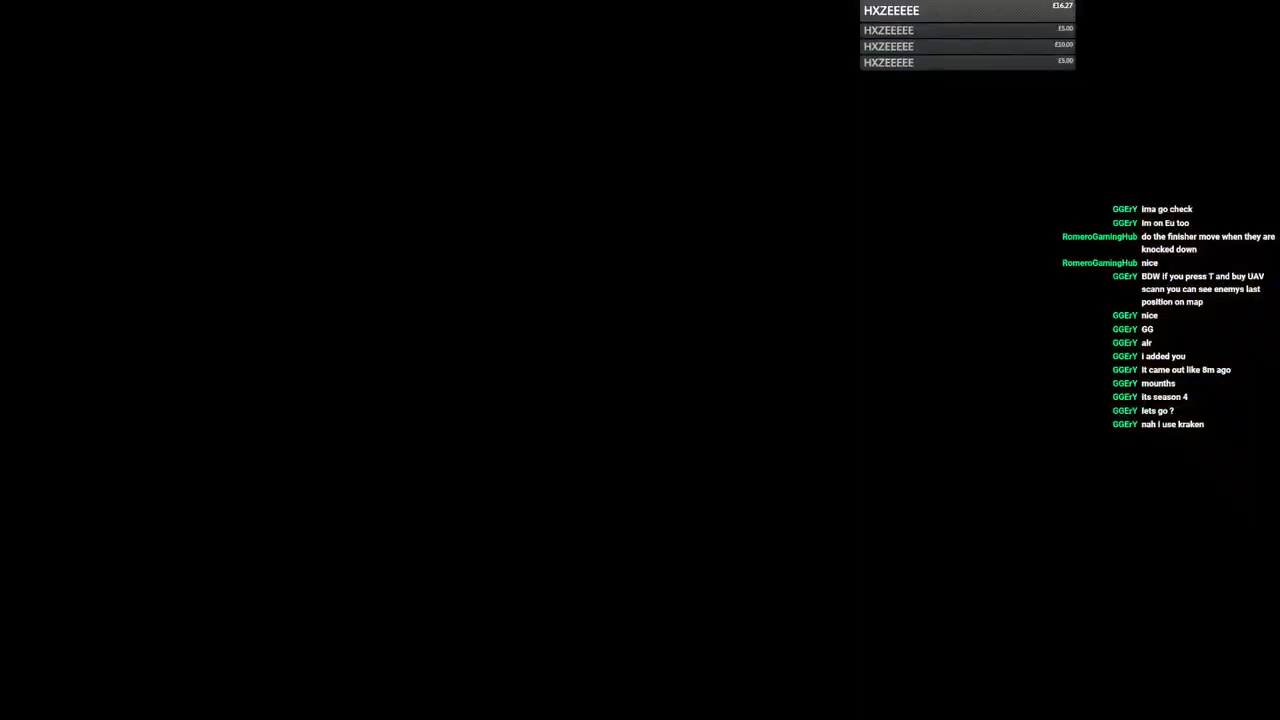 HXZEEEEE £16.27
HXZEEEEE £5.00
HXZEEEEE £10.00
HXZEEEEE £5.00
GGErY ima go check
GGErY Im on Eu too
RomeroGamingHub do the finisher move when they are
knocked down
RomeroGamingHub nice
GGErY BDW if you press T and buy UAV
scann you can see enemys last
position on map
GGErY nice
GGErY GG
GGErY alr
GGErY i added you
GGErY It came out like 8m ago
GGErY mounths
GGErY its season 4
GGErY lets go ?
GGErY nah I use kraken